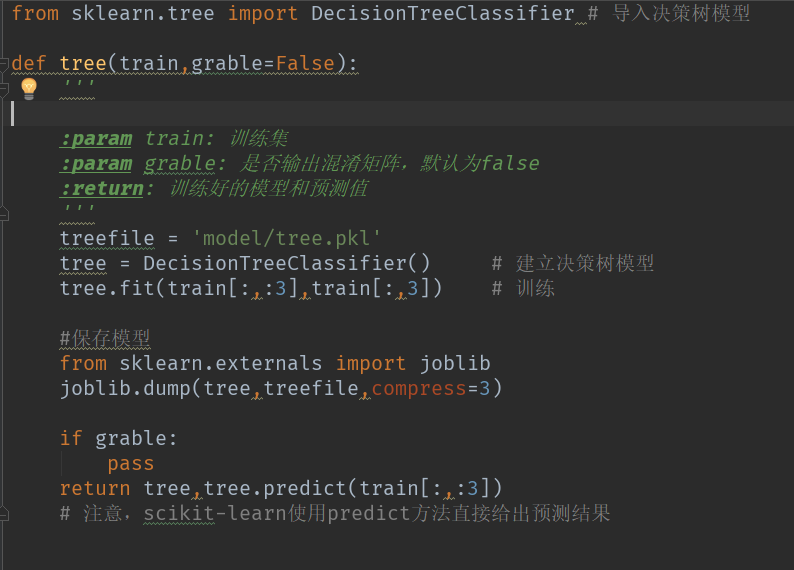 from sklearn.tree import DecisionTreeClassifier # 导入决策树模型
def tree(train,grable=False):
'''
:param train: 训练集
:param grable: 是否输出混淆矩阵，默认为false
:return: 训练好的模型和预测值
'''
treefile = 'model/tree.pkl'
tree = DecisionTreeClassifier() # 建立决策树模型
tree.fit(train[:,:3],train[:,3]) # 训练
#保存模型
from sklearn.externals import joblib
joblib.dump(tree,treefile,compress=3)
if grable:
pass
return tree,tree.predict(train[:,:3])
# 注意，scikit-learn使用predict方法直接给出预测结果